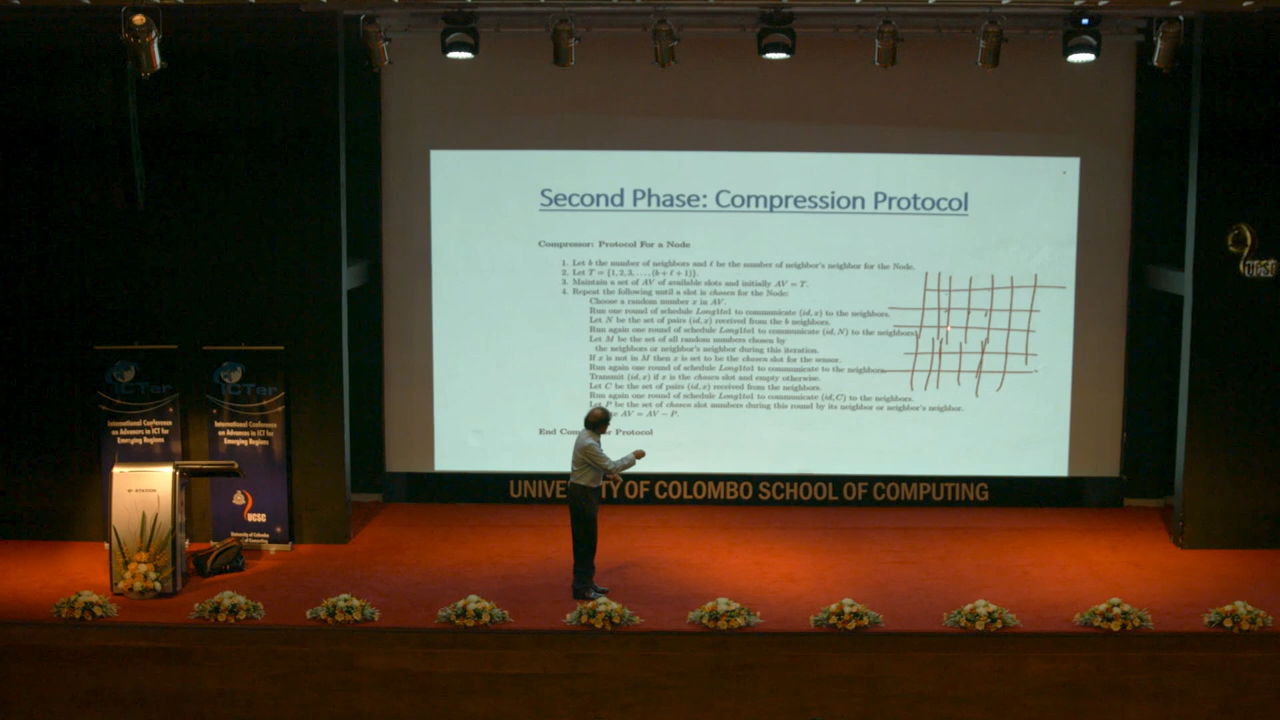 Second Phase: Compression Protocol
Compressor: Protocol For a Node
1. Let b the number of neighbors and ℓ be the number of neighbor's neighbor for the Node.
2. Let T = {1, 2, 3, . . . , (b + ℓ + 1)}.
3. Maintain a set of AV of available slots and initially AV = T.
4. Repeat the following until a slot is chosen for the Node:
Choose a random number x in AV.
Run one round of schedule Long1to1 to communicate (id, x) to the neighbors.
Let N be the set of pairs (id, x) received from the b neighbors.
Run again one round of schedule Long1to1 to communicate (id, N) to the neighbors.
Let M be the set of all random numbers chosen by
the neighbors or neighbor's neighbor during this iteration.
If x is not in M then x is set to be the chosen slot for the sensor.
Run again one round of schedule Long1to1 to communicate to the neighbors.
Transmit (id, x) if x is the chosen slot and empty otherwise.
Let C be the set of pairs (id, x) received from the neighbors.
Run again one round of schedule Long1to1 to communicate (id, C) to the neighbors.
Let P be the set of chosen slot numbers during this round by its neighbor or neighbor's neighbor.
AV = AV − P.
End Com r Protocol
UNIVE TY OF COLOMBO SCHOOL OF COMPUTING
ICTer
International Conference
on Advances in ICT for
Emerging Regions
ICTer
International Conference
on Advances in ICT for
Emerging Regions
UCSC
University of Colombo
of Computing
UCSC